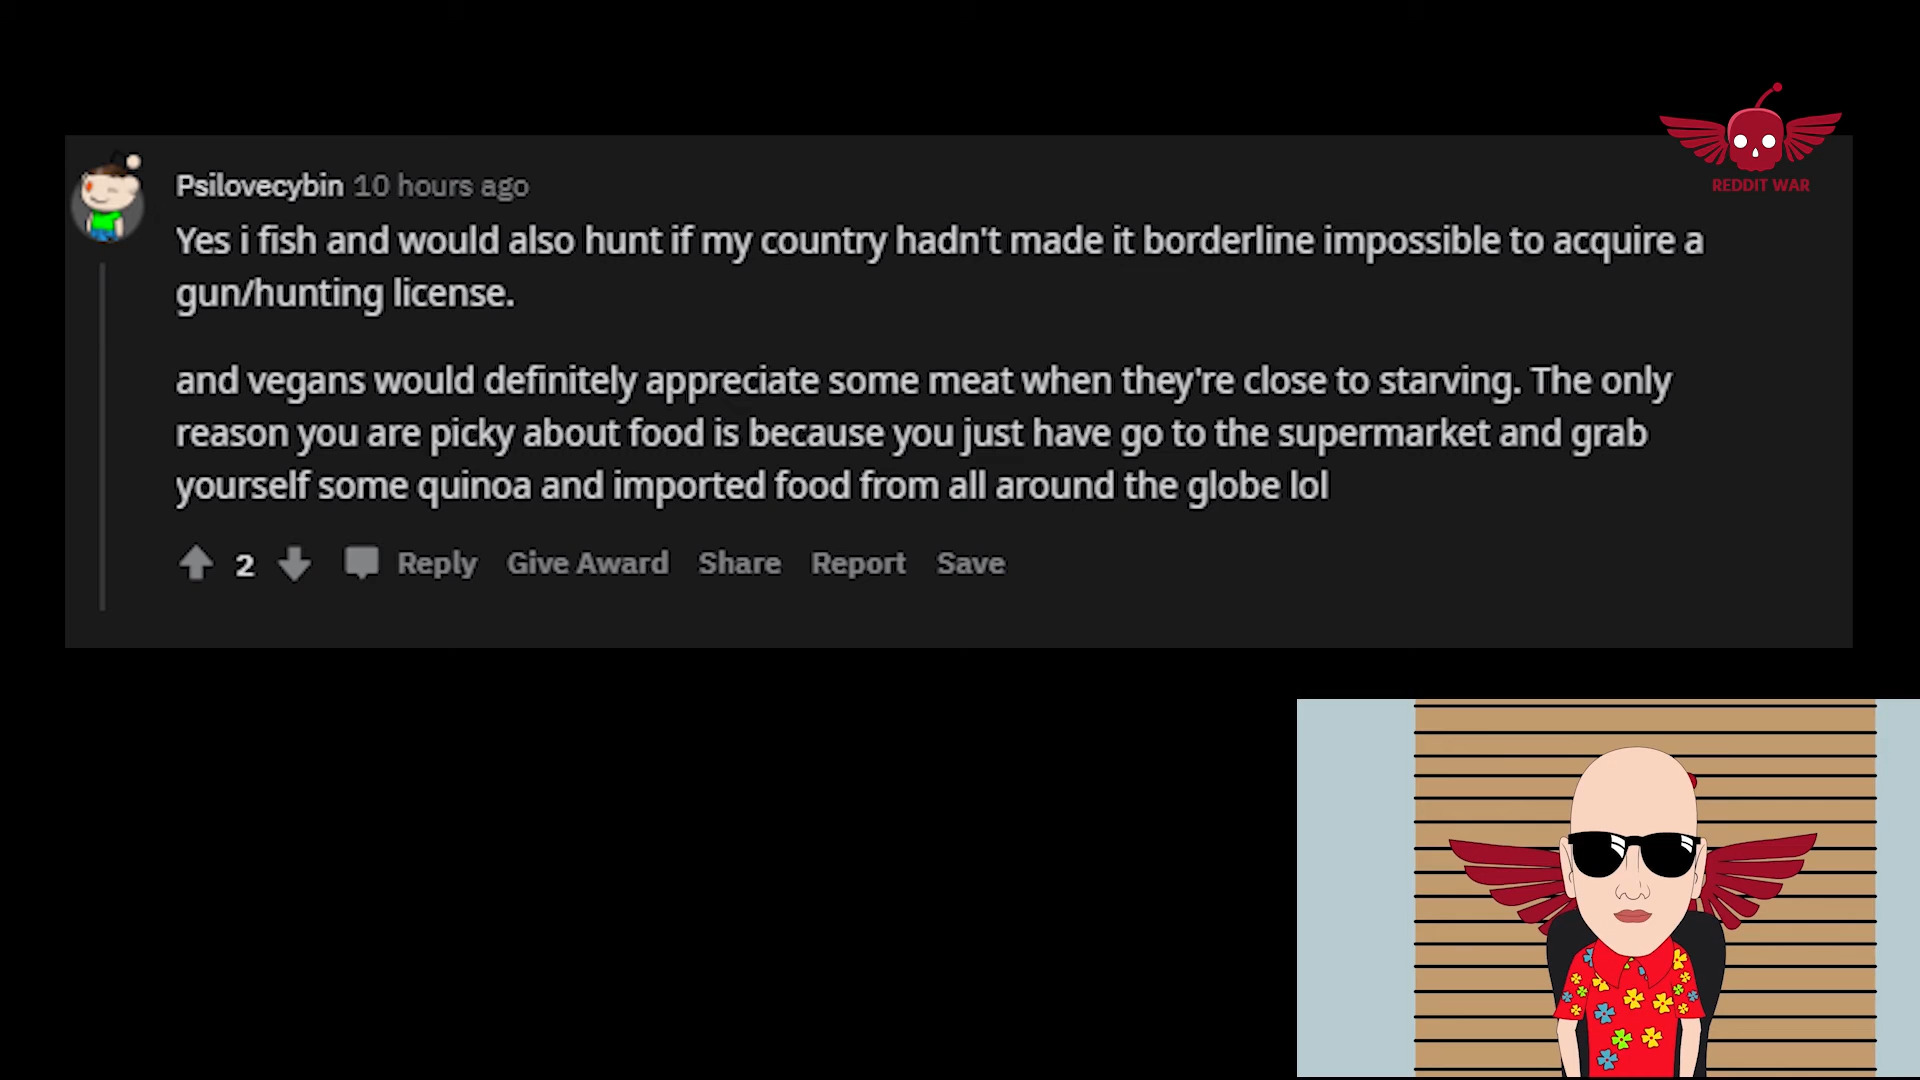 REDDIT WAR
Psilovecybin 10 hours ago
Yes i fish and would also hunt if my country hadn't made it borderline impossible to acquire a
gun/hunting license.
and vegans would definitely appreciate some meat when they're close to starving. The only
reason you are picky about food is because you just have go to the supermarket and grab
yourself some quinoa and imported food from all around the globe lol
2 Reply Give Award Share Report Save